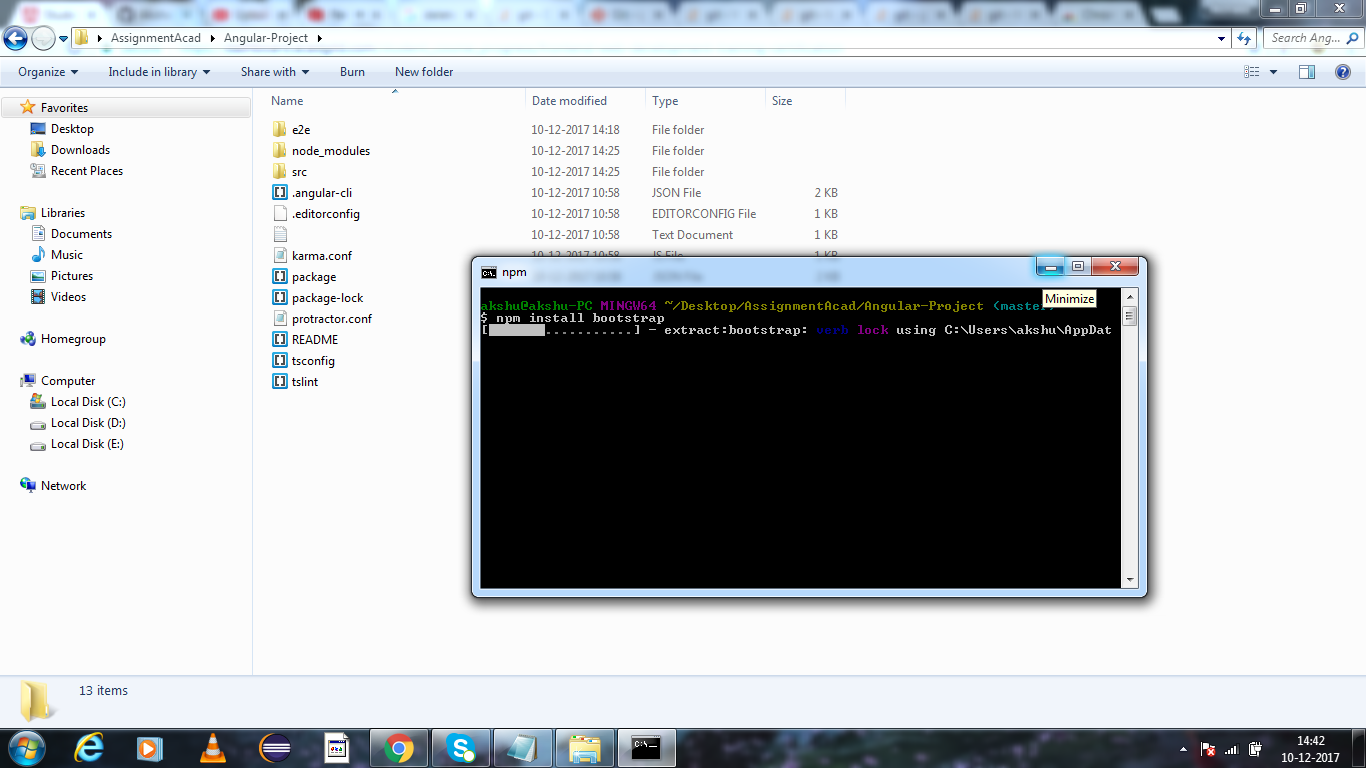 AssignmentAcad Angular-Project Search Ang...
Organize Include in library Share with Burn New folder
Favorites
Desktop
Downloads
Recent Places
Libraries
Documents
Music
Pictures
Videos
Homegroup
Computer
Local Disk (C:)
Local Disk (D:)
Local Disk (E:)
Network
Name Date modified Type Size
e2e 10-12-2017 14:18 File folder
node_modules 10-12-2017 14:25 File folder
src 10-12-2017 14:25 File folder
.angular-cli 10-12-2017 10:58 JSON File 2 KB
.editorconfig 10-12-2017 10:58 EDITORCONFIG File 1 KB
10-12-2017 10:58 Text Document 1 KB
karma.conf 10-12-2017 10:58 JS File 1 KB
package
package-lock
protractor.conf
README
tsconfig
tslint
npm
Minimize
akshu@akshu-PC MINGW64 ~/Desktop/AssignmentAcad/Angular-Project (master)
$ npm install bootstrap
[ ...........] - extract:bootstrap: verb lock using C:\Users\akshu\AppDat
13 items
C:\_
14:42
10-12-2017